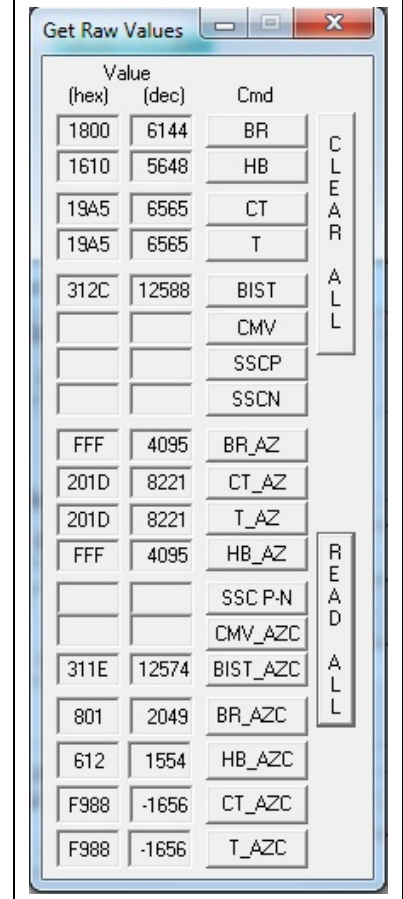 Get Raw Values
Value
(hex) (dec) Cmd
1800 6144 BR
1610 5648 HB
19A5 6565 CT
19A5 6565 T
312C 12588 BIST
CMV
SSCP
SSCN
CLEAR ALL
FFF 4095 BR_AZ
201D 8221 CT_AZ
201D 8221 T_AZ
FFF 4095 HB_AZ
SSC P-N
CMV_AZC
311E 12574 BIST_AZC
801 2049 BR_AZC
READ ALL
612 1554 HB_AZC
F988 -1656 CT_AZC
F988 -1656 T_AZC